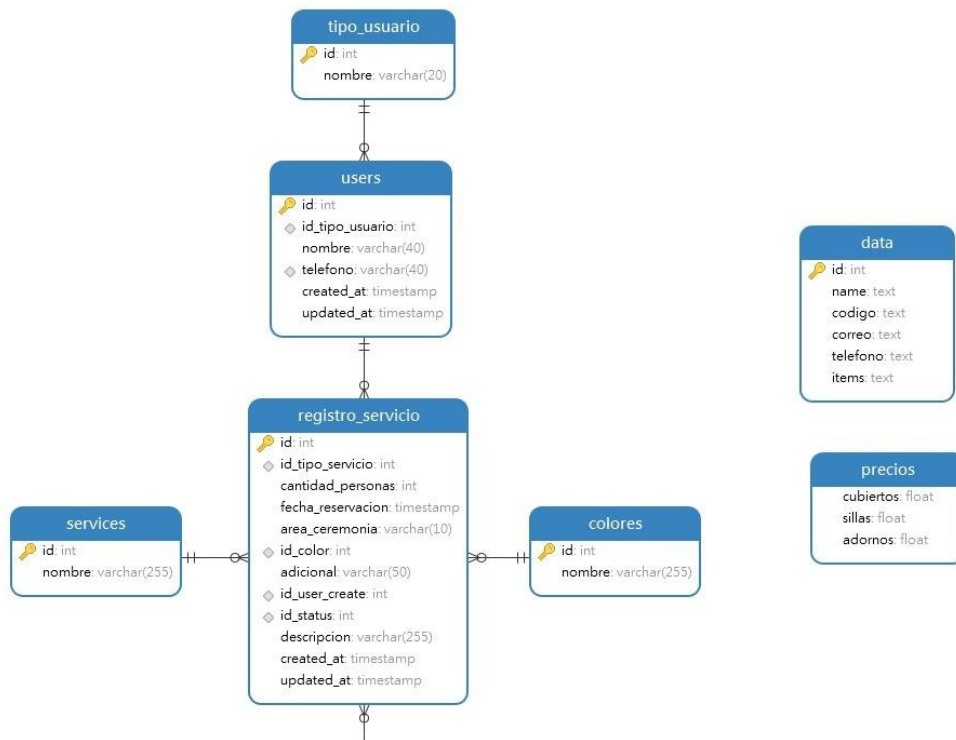 tipo_usuario
id: int
nombre: varchar(20)
users
id: int
id_tipo_usuario: int
nombre: varchar(40)
telefono: varchar(40)
created_at: timestamp
updated_at: timestamp
data
id: int
name: text
codigo: text
correo: text
telefono: text
items: text
registro_servicio
id: int
id_tipo_servicio: int
cantidad_personas: int
fecha_reservacion: timestamp
area_ceremonia: varchar(10)
id_color: int
adicional: varchar(50)
id_user_create: int
id_status: int
descripcion: varchar(255)
created_at: timestamp
updated_at: timestamp
precios
cubiertos: float
sillas: float
adornos: float
services
id: int
nombre: varchar(255)
colores
id: int
nombre: varchar(255)